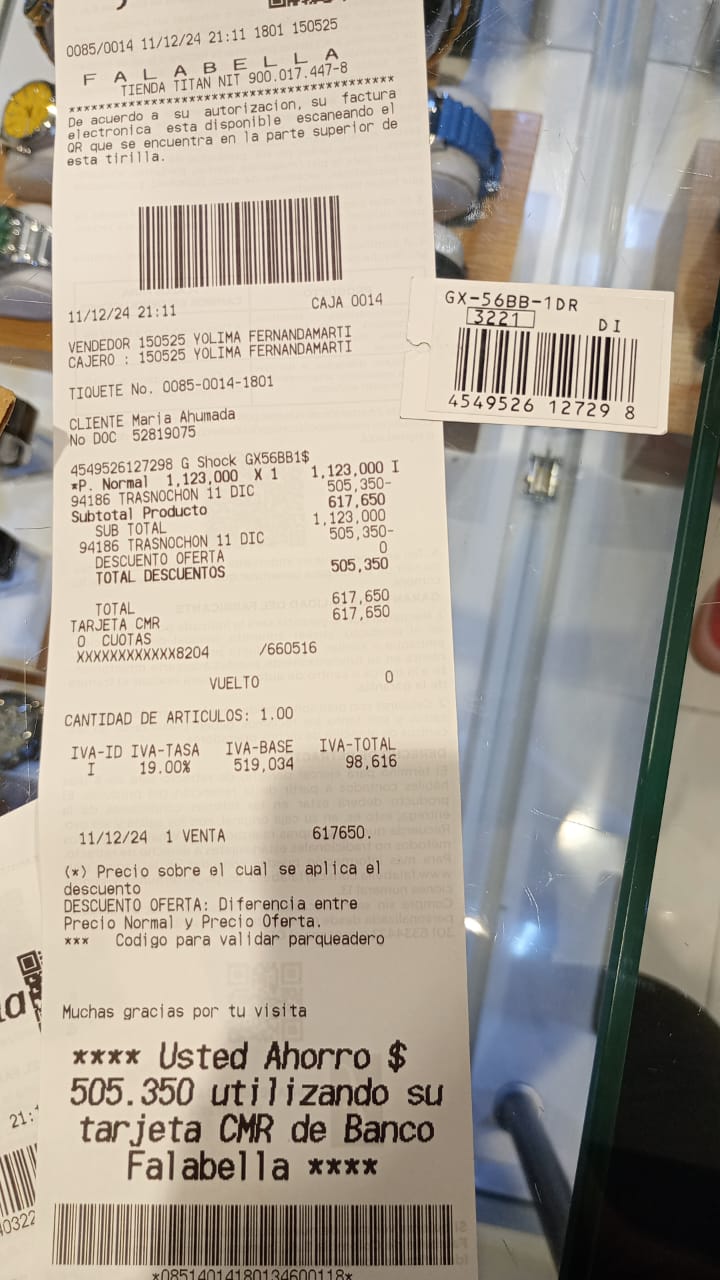 0085/0014 11/12/24 21:11 1801 150525
F A L A B E L L A
TIENDA TITAN NIT 900.017.447-8
******************************************
De acuerdo a su autorizacion, su factura
electronica esta disponible escaneando el
QR que se encuentra en la parte superior de
esta tirilla.
11/12/24 21:11 CAJA 0014
VENDEDOR 150525 YOLIMA FERNANDAMARTI
CAJERO : 150525 YOLIMA FERNANDAMARTI
TIQUETE No. 0085-0014-1801
CLIENTE Maria Ahumada
No DOC 52819075
4549526127298 G Shock GX56BB1$
*P. Normal 1,123,000 X 1 1,123,000 I
94186 TRASNOCHON 11 DIC 505,350-
Subtotal Producto 617,650
SUB TOTAL 1,123,000
94186 TRASNOCHON 11 DIC 505,350-
DESCUENTO OFERTA 0
TOTAL DESCUENTOS 505,350
TOTAL 617,650
TARJETA CMR 617,650
0 CUOTAS
XXXXXXXXXXXX8204 /660516
VUELTO 0
CANTIDAD DE ARTICULOS: 1.00
IVA-ID IVA-TASA IVA-BASE IVA-TOTAL
I 19.00% 519,034 98,616
11/12/24 1 VENTA 617650.
(*) Precio sobre el cual se aplica el
descuento
DESCUENTO OFERTA: Diferencia entre
Precio Normal y Precio Oferta.
*** Codigo para validar parqueadero
Muchas gracias por tu visita
**** Usted Ahorro $
505.350 utilizando su
tarjeta CMR de Banco
Falabella ****
*08514014180134600118*
GX-56BB-1DR
3221 DI
4549526 12729 8